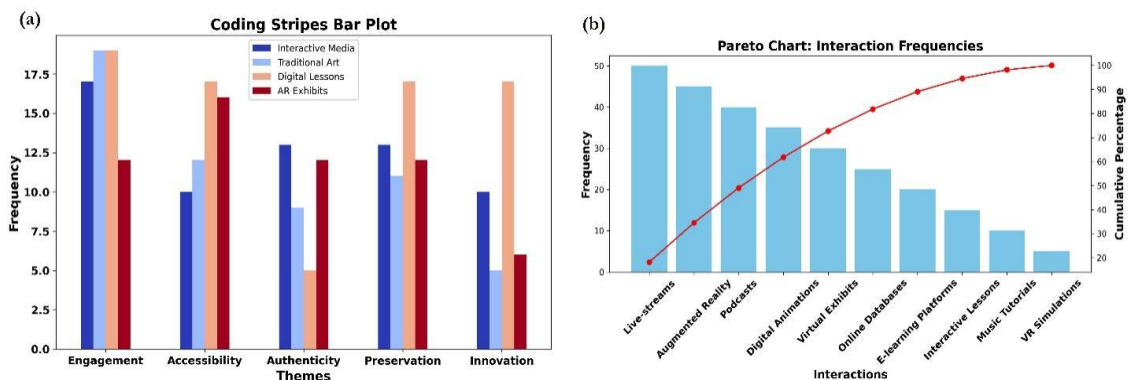 (a)
Coding Stripes Bar Plot
Interactive Media
Traditional Art
Digital Lessons
AR Exhibits
Frequency
17.5
15.0
12.5
10.0
7.5
5.0
2.5
0.0
Engagement Accessibility Authenticity Preservation Innovation
Themes
(b)
Pareto Chart: Interaction Frequencies
Frequency
50
40
30
20
10
0
100
90
80
70
60
50
40
30
20
Cumulative Percentage
Live-streams
Augmented Reality
Podcasts
Digital Animations
Virtual Exhibits
Online Databases
E-learning Platforms
Interactive Lessons
Music Tutorials
VR Simulations
Interactions